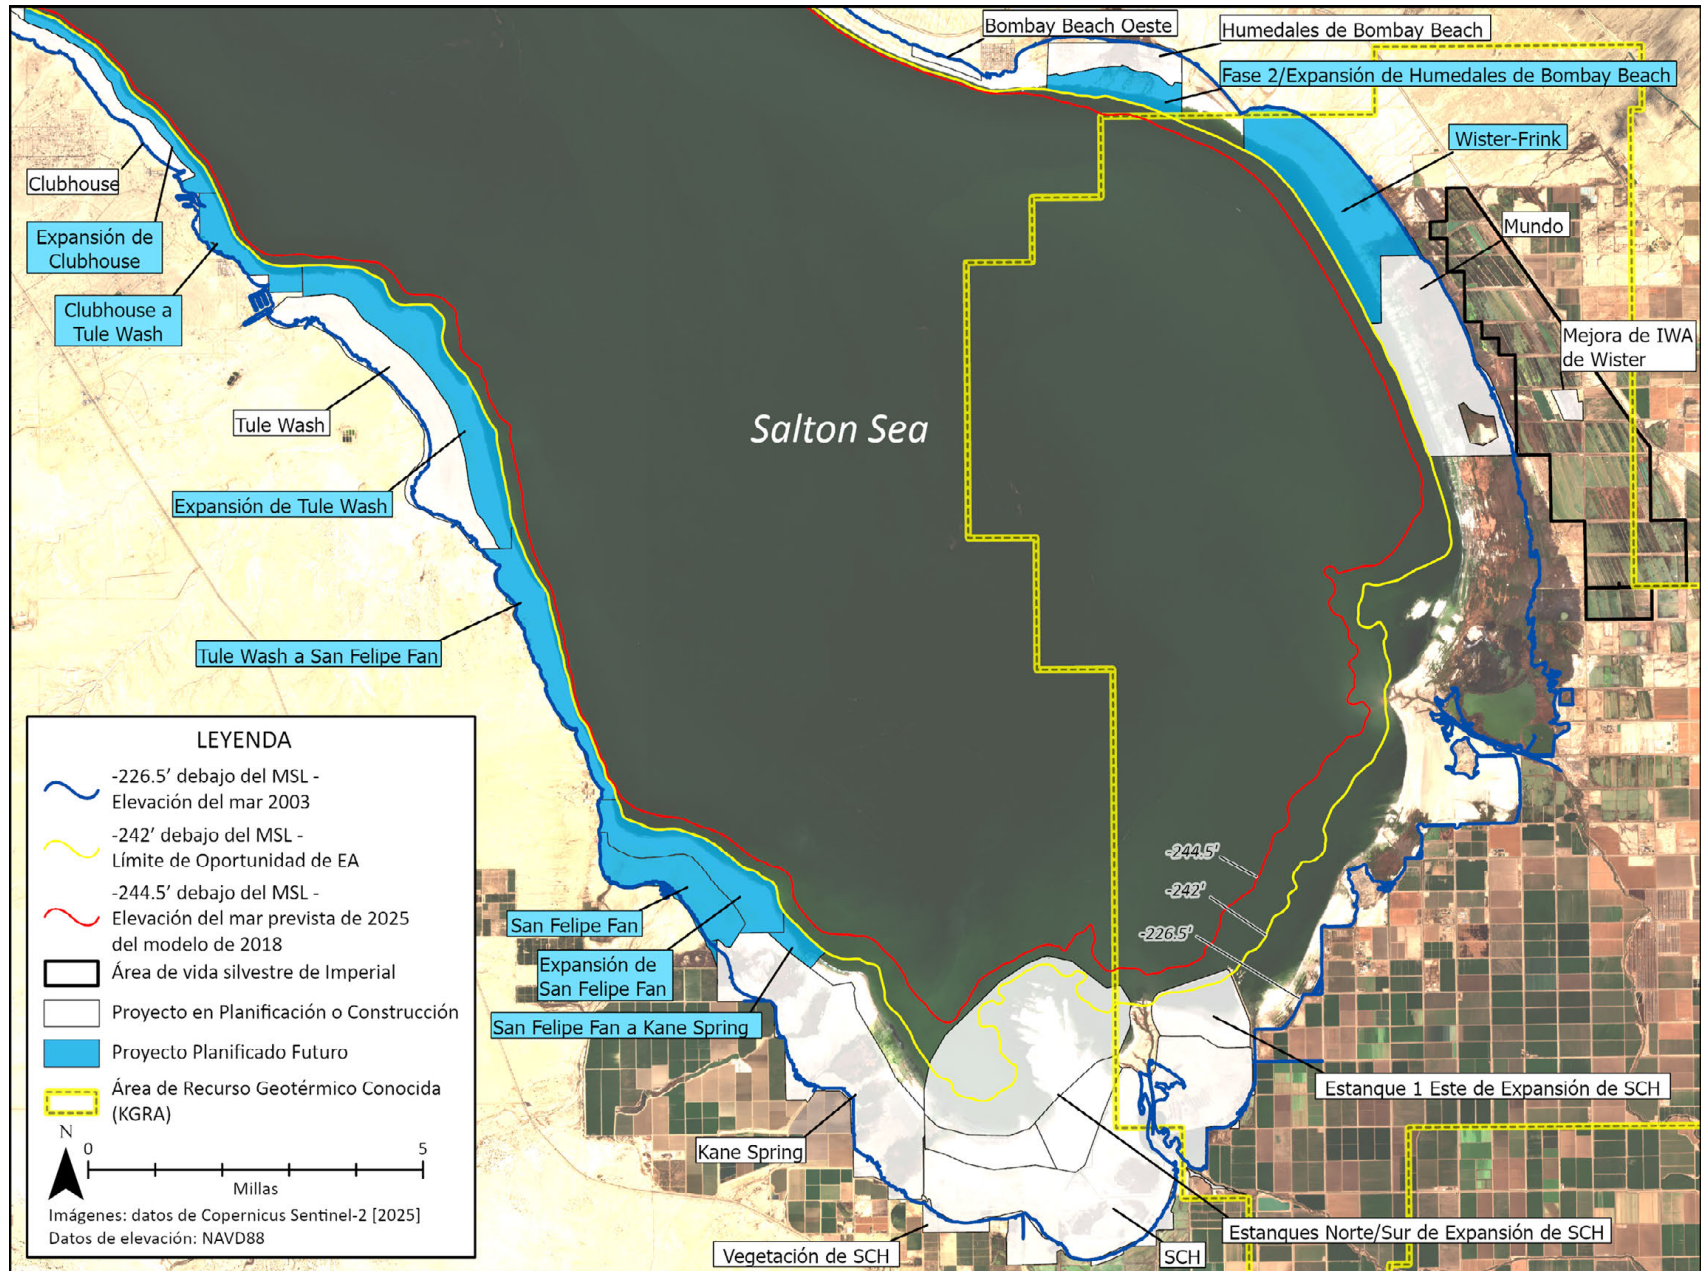 Bombay Beach Oeste
Humedales de Bombay Beach
Fase 2/Expansión de Humedales de Bombay Beach
Wister-Frink
Mundo
Mejora de IWA
de Wister
Clubhouse
Expansión de
Clubhouse
Clubhouse a
Tule Wash
Tule Wash
Salton Sea
Expansión de Tule Wash
Tule Wash a San Felipe Fan
San Felipe Fan
Expansión de
San Felipe Fan
San Felipe Fan a Kane Spring
-244.5'
-242'
-226.5'
Estanque 1 Este de Expansión de SCH
Kane Spring
Estanques Norte/Sur de Expansión de SCH
Vegetación de SCH
SCH
LEYENDA
-226.5' debajo del MSL -
Elevación del mar 2003
-242' debajo del MSL -
Límite de Oportunidad de EA
-244.5' debajo del MSL -
Elevación del mar prevista de 2025
del modelo de 2018
Área de vida silvestre de Imperial
Proyecto en Planificación o Construcción
Proyecto Planificado Futuro
Área de Recurso Geotérmico Conocida
(KGRA)
N
0 5
Millas
Imágenes: datos de Copernicus Sentinel-2 [2025]
Datos de elevación: NAVD88